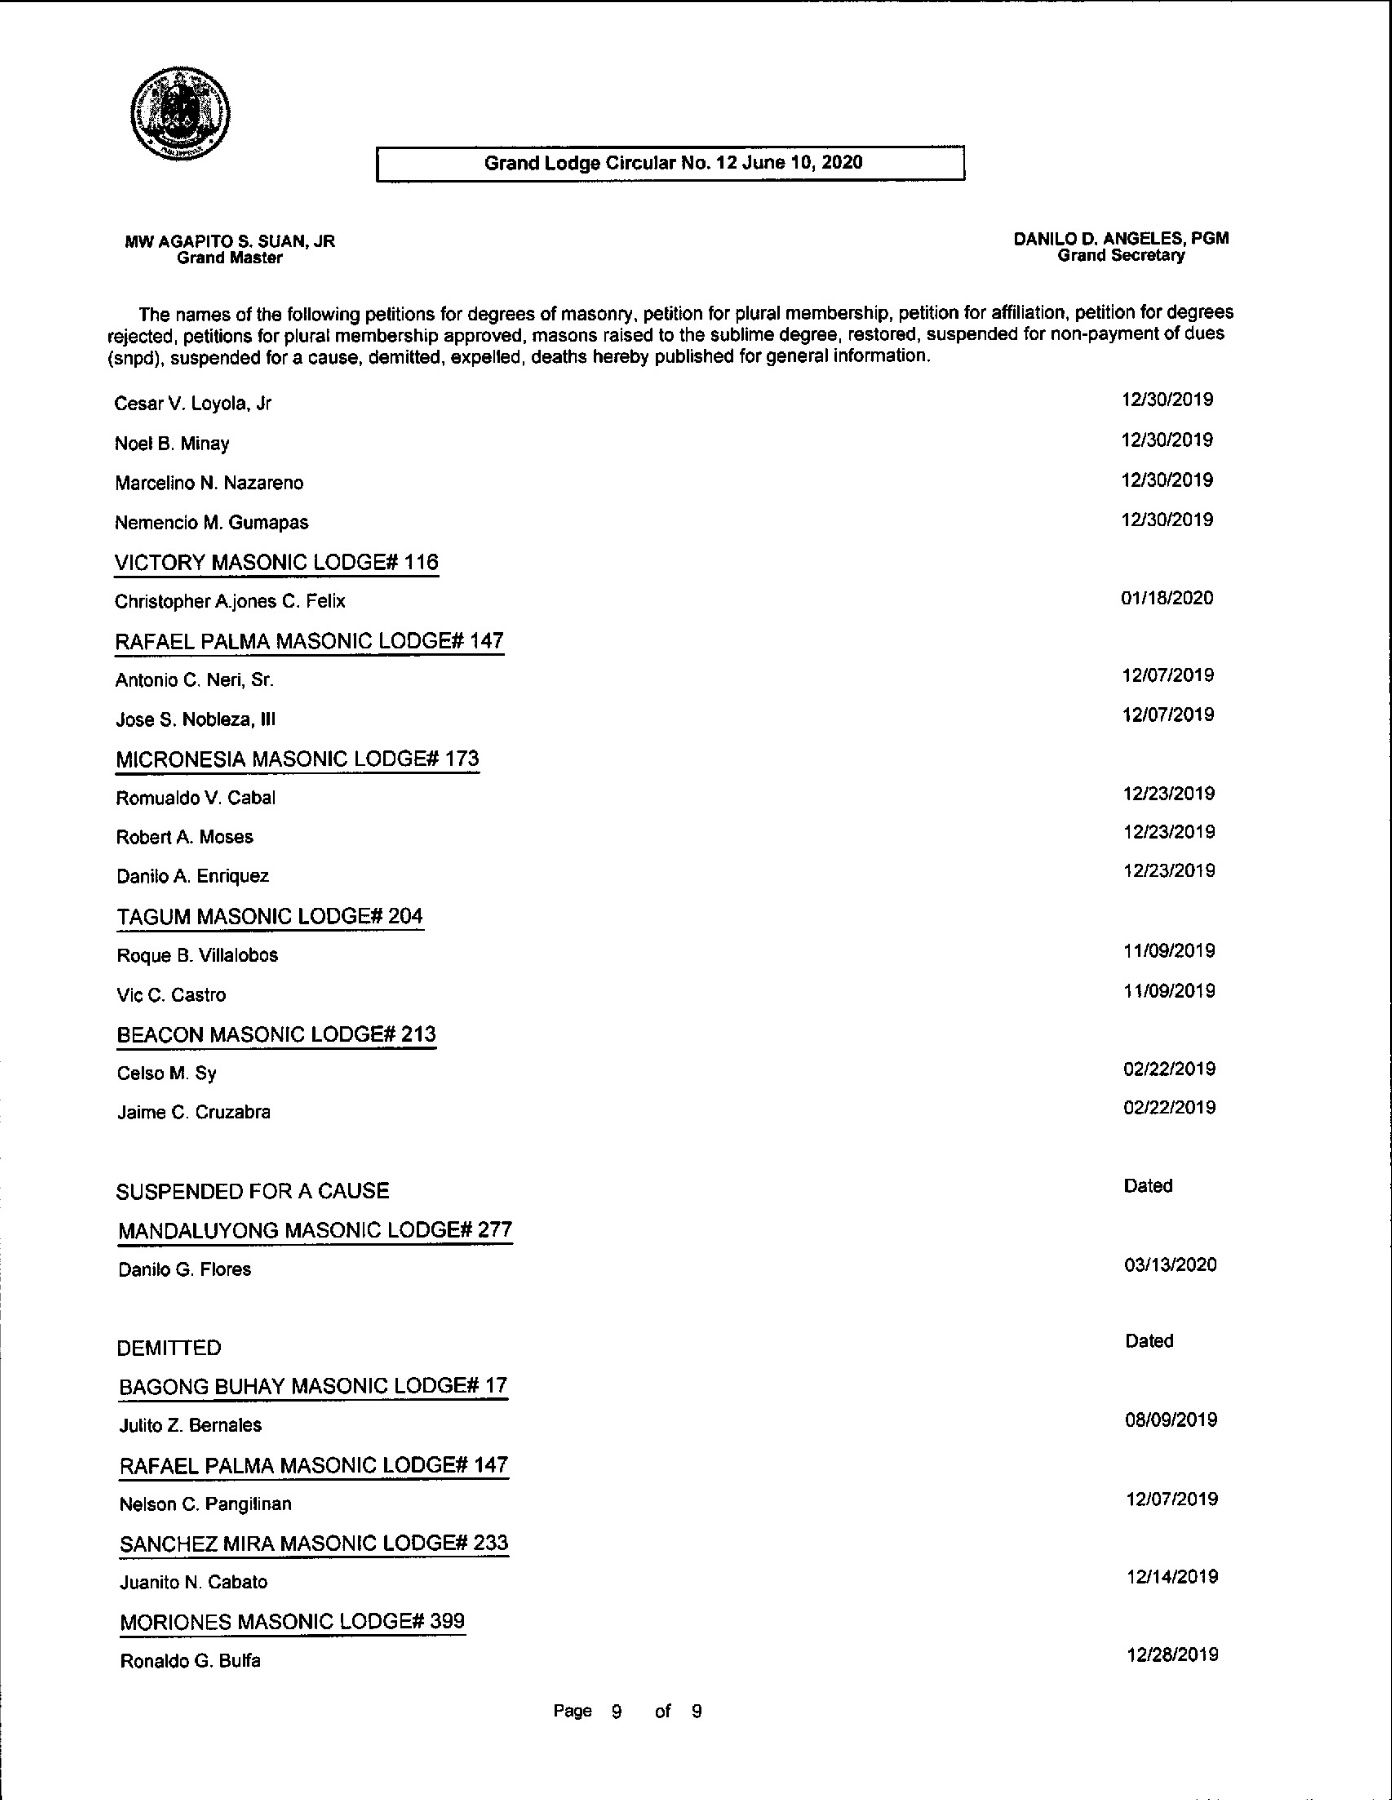 PHILIPPINES
Grand Lodge Circular No. 12 June 10, 2020
MW AGAPITO S. SUAN, JR
Grand Master
DANILO D. ANGELES, PGM
Grand Secretary
The names of the following petitions for degrees of masonry, petition for plural membership, petition for affiliation, petition for degrees
rejected, petitions for plural membership approved, masons raised to the sublime degree, restored, suspended for non-payment of dues
(snpd), suspended for a cause, demitted, expelled, deaths hereby published for general information.
Cesar V. Loyola, Jr 12/30/2019
Noel B. Minay 12/30/2019
Marcelino N. Nazareno 12/30/2019
Nemencio M. Gumapas 12/30/2019
VICTORY MASONIC LODGE# 116
Christopher A.jones C. Felix 01/18/2020
RAFAEL PALMA MASONIC LODGE# 147
Antonio C. Neri, Sr. 12/07/2019
Jose S. Nobleza, III 12/07/2019
MICRONESIA MASONIC LODGE# 173
Romualdo V. Cabal 12/23/2019
Robert A. Moses 12/23/2019
Danilo A. Enriquez 12/23/2019
TAGUM MASONIC LODGE# 204
Roque B. Villalobos 11/09/2019
Vic C. Castro 11/09/2019
BEACON MASONIC LODGE# 213
Celso M. Sy 02/22/2019
Jaime C. Cruzabra 02/22/2019
SUSPENDED FOR A CAUSE Dated
MANDALUYONG MASONIC LODGE# 277
Danilo G. Flores 03/13/2020
DEMITTED Dated
BAGONG BUHAY MASONIC LODGE# 17
Julito Z. Bernales 08/09/2019
RAFAEL PALMA MASONIC LODGE# 147
Nelson C. Pangilinan 12/07/2019
SANCHEZ MIRA MASONIC LODGE# 233
Juanito N. Cabato 12/14/2019
MORIONES MASONIC LODGE# 399
Ronaldo G. Bulfa 12/28/2019
Page 9 of 9